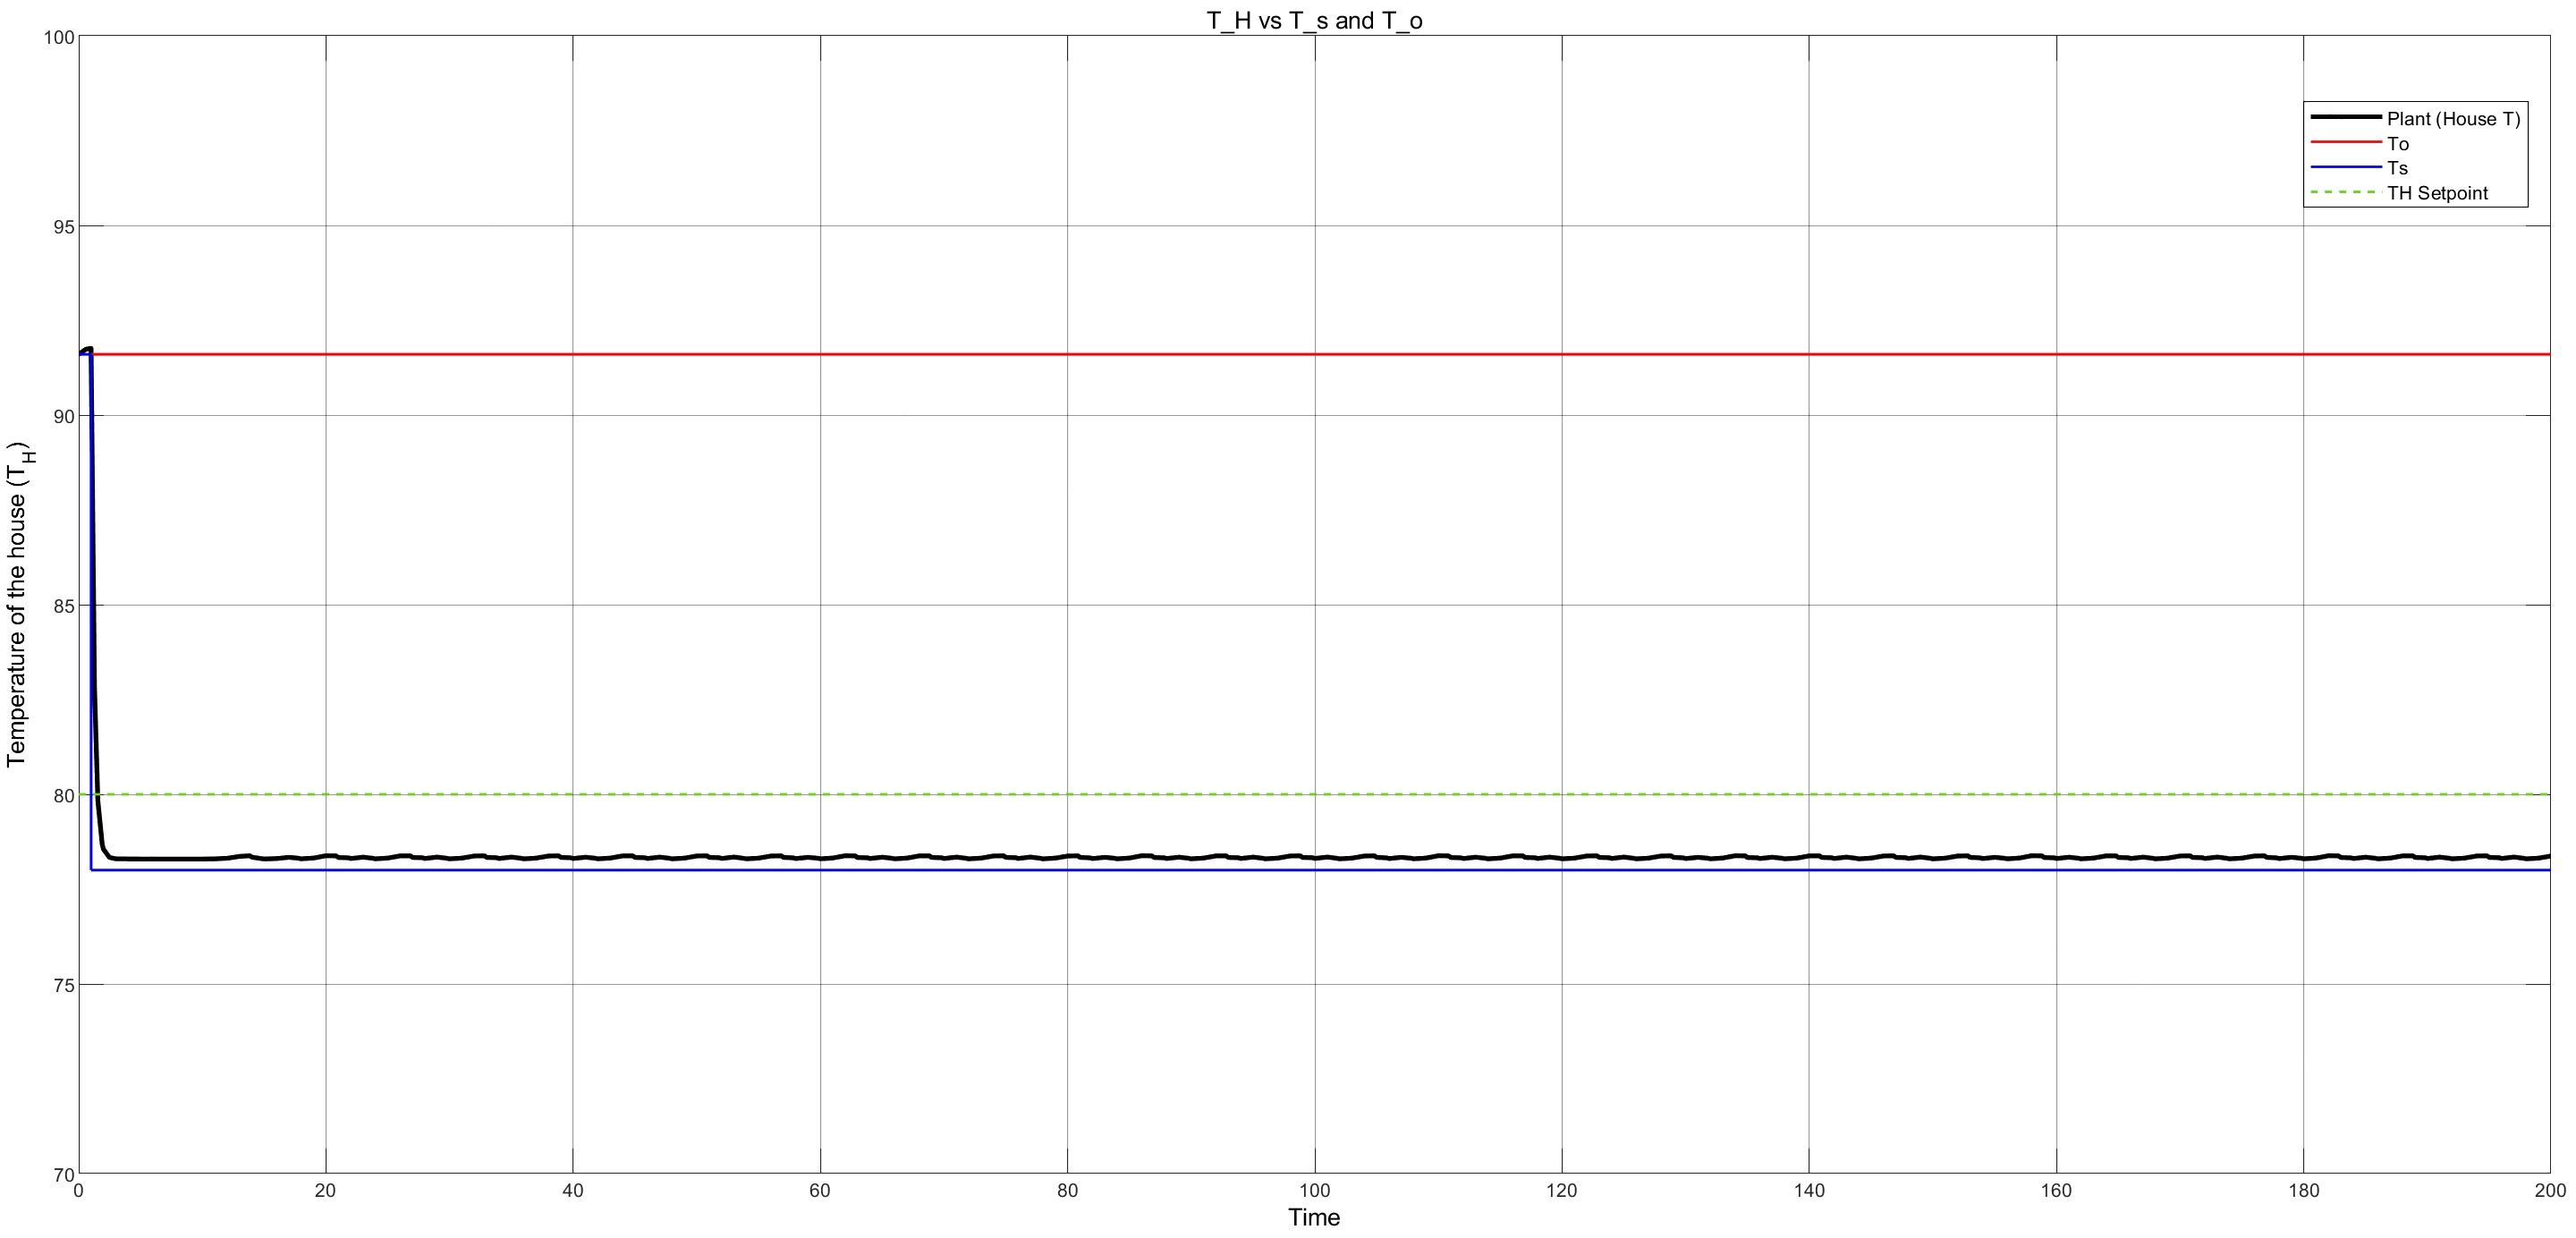 T_H vs T_s and T_o
100
95
90
85
80
75
70
Temperature of the house (T_H)
Plant (House T)
To
Ts
TH Setpoint
0 20 40 60 80 100 120 140 160 180 200
Time